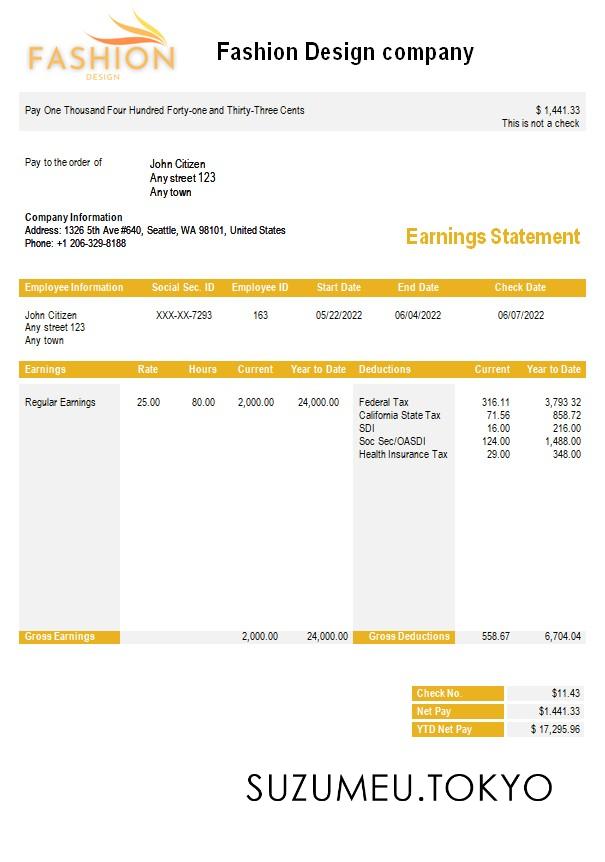 FASHION
DESIGN
Fashion Design company
Pay One Thousand Four Hundred Forty-one and Thirty-Three Cents $ 1,441.33
This is not a check
Pay to the order of John Citizen
Any street 123
Any town
Company Information
Address: 1326 5th Ave #640, Seattle, WA 98101, United States
Phone: +1 206-329-8188
Earnings Statement
Employee Information Social Sec. ID Employee ID Start Date End Date Check Date
John Citizen XXX-XX-7293 163 05/22/2022 06/04/2022 06/07/2022
Any street 123
Any town
Earnings Rate Hours Current Year to Date Deductions Current Year to Date
Regular Earnings 25.00 80.00 2,000.00 24,000.00 Federal Tax 316.11 3,793 32
California State Tax 71.56 858.72
SDI 16.00 216.00
Soc Sec/OASDI 124.00 1,488.00
Health Insurance Tax 29.00 348.00
Gross Earnings 2,000.00 24,000.00 Gross Deductions 558.67 6,704.04
Check No. $11.43
Net Pay $1.441.33
YTD Net Pay $ 17,295.96
SUZUMEU.TOKYO